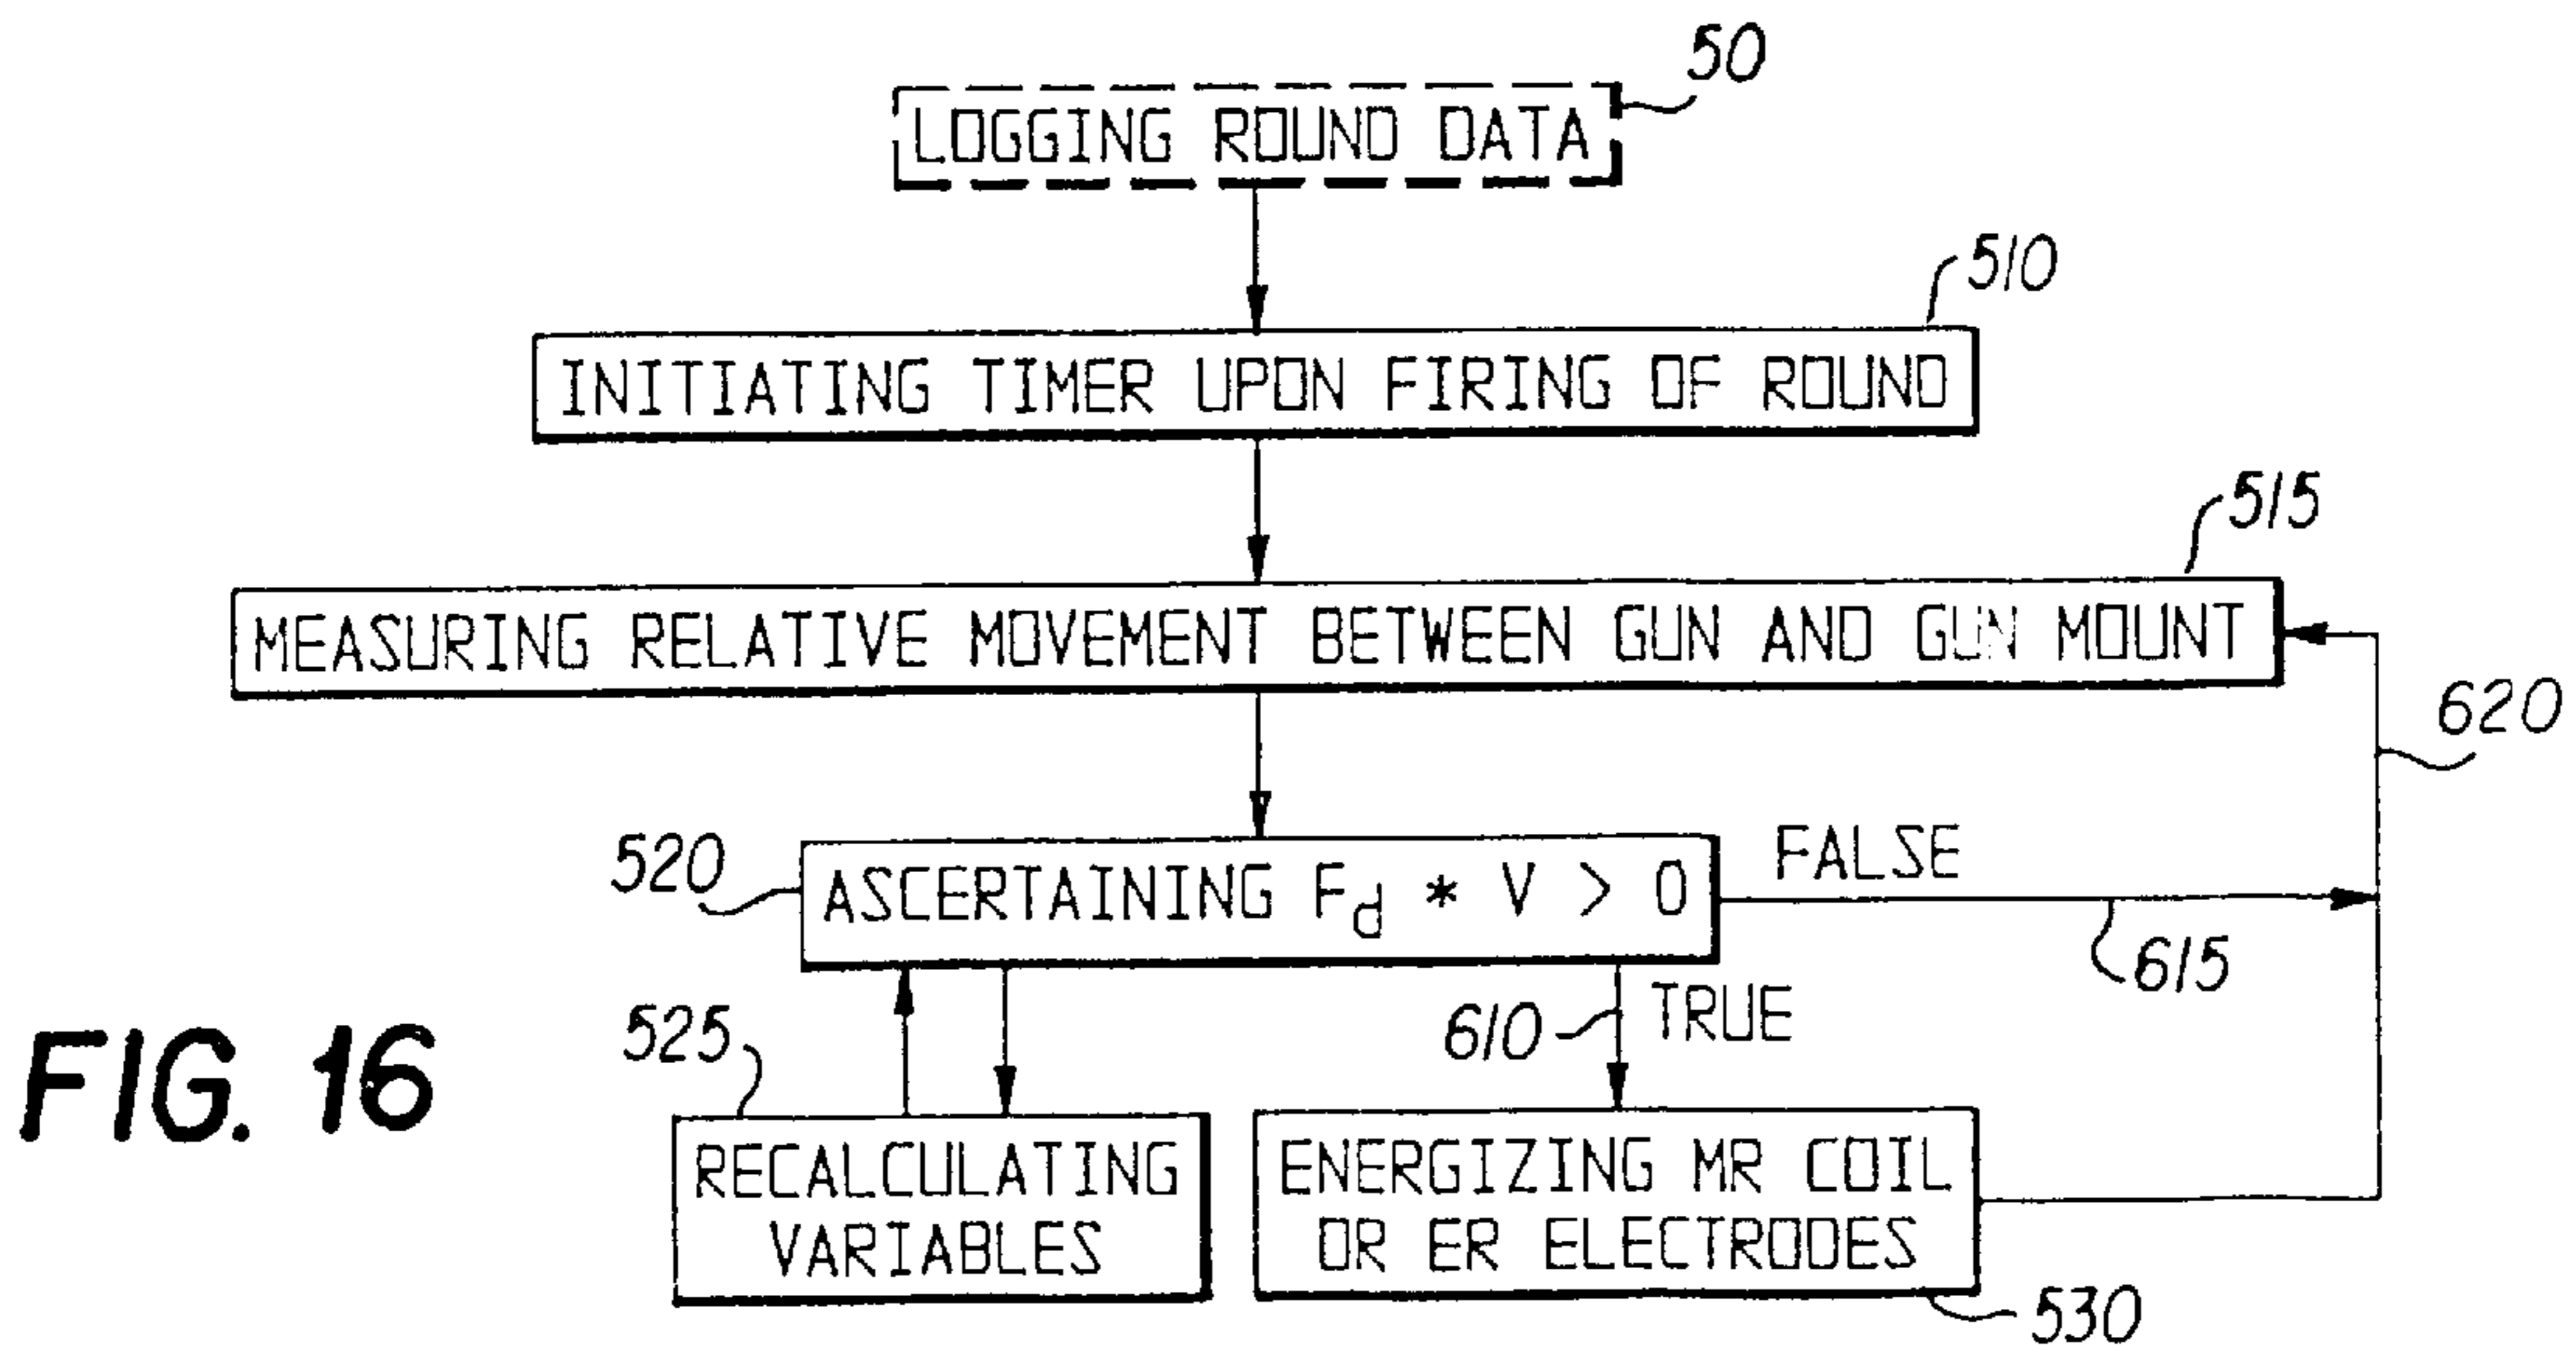 50
LOGGING ROUND DATA
510
INITIATING TIMER UPON FIRING OF ROUND
515
MEASURING RELATIVE MOVEMENT BETWEEN GUN AND GUN MOUNT
620
520
ASCERTAINING Fd * V > 0
FALSE
615
610
TRUE
525
RECALCULATING
VARIABLES
ENERGIZING MR COIL
OR ER ELECTRODES
530
FIG. 16